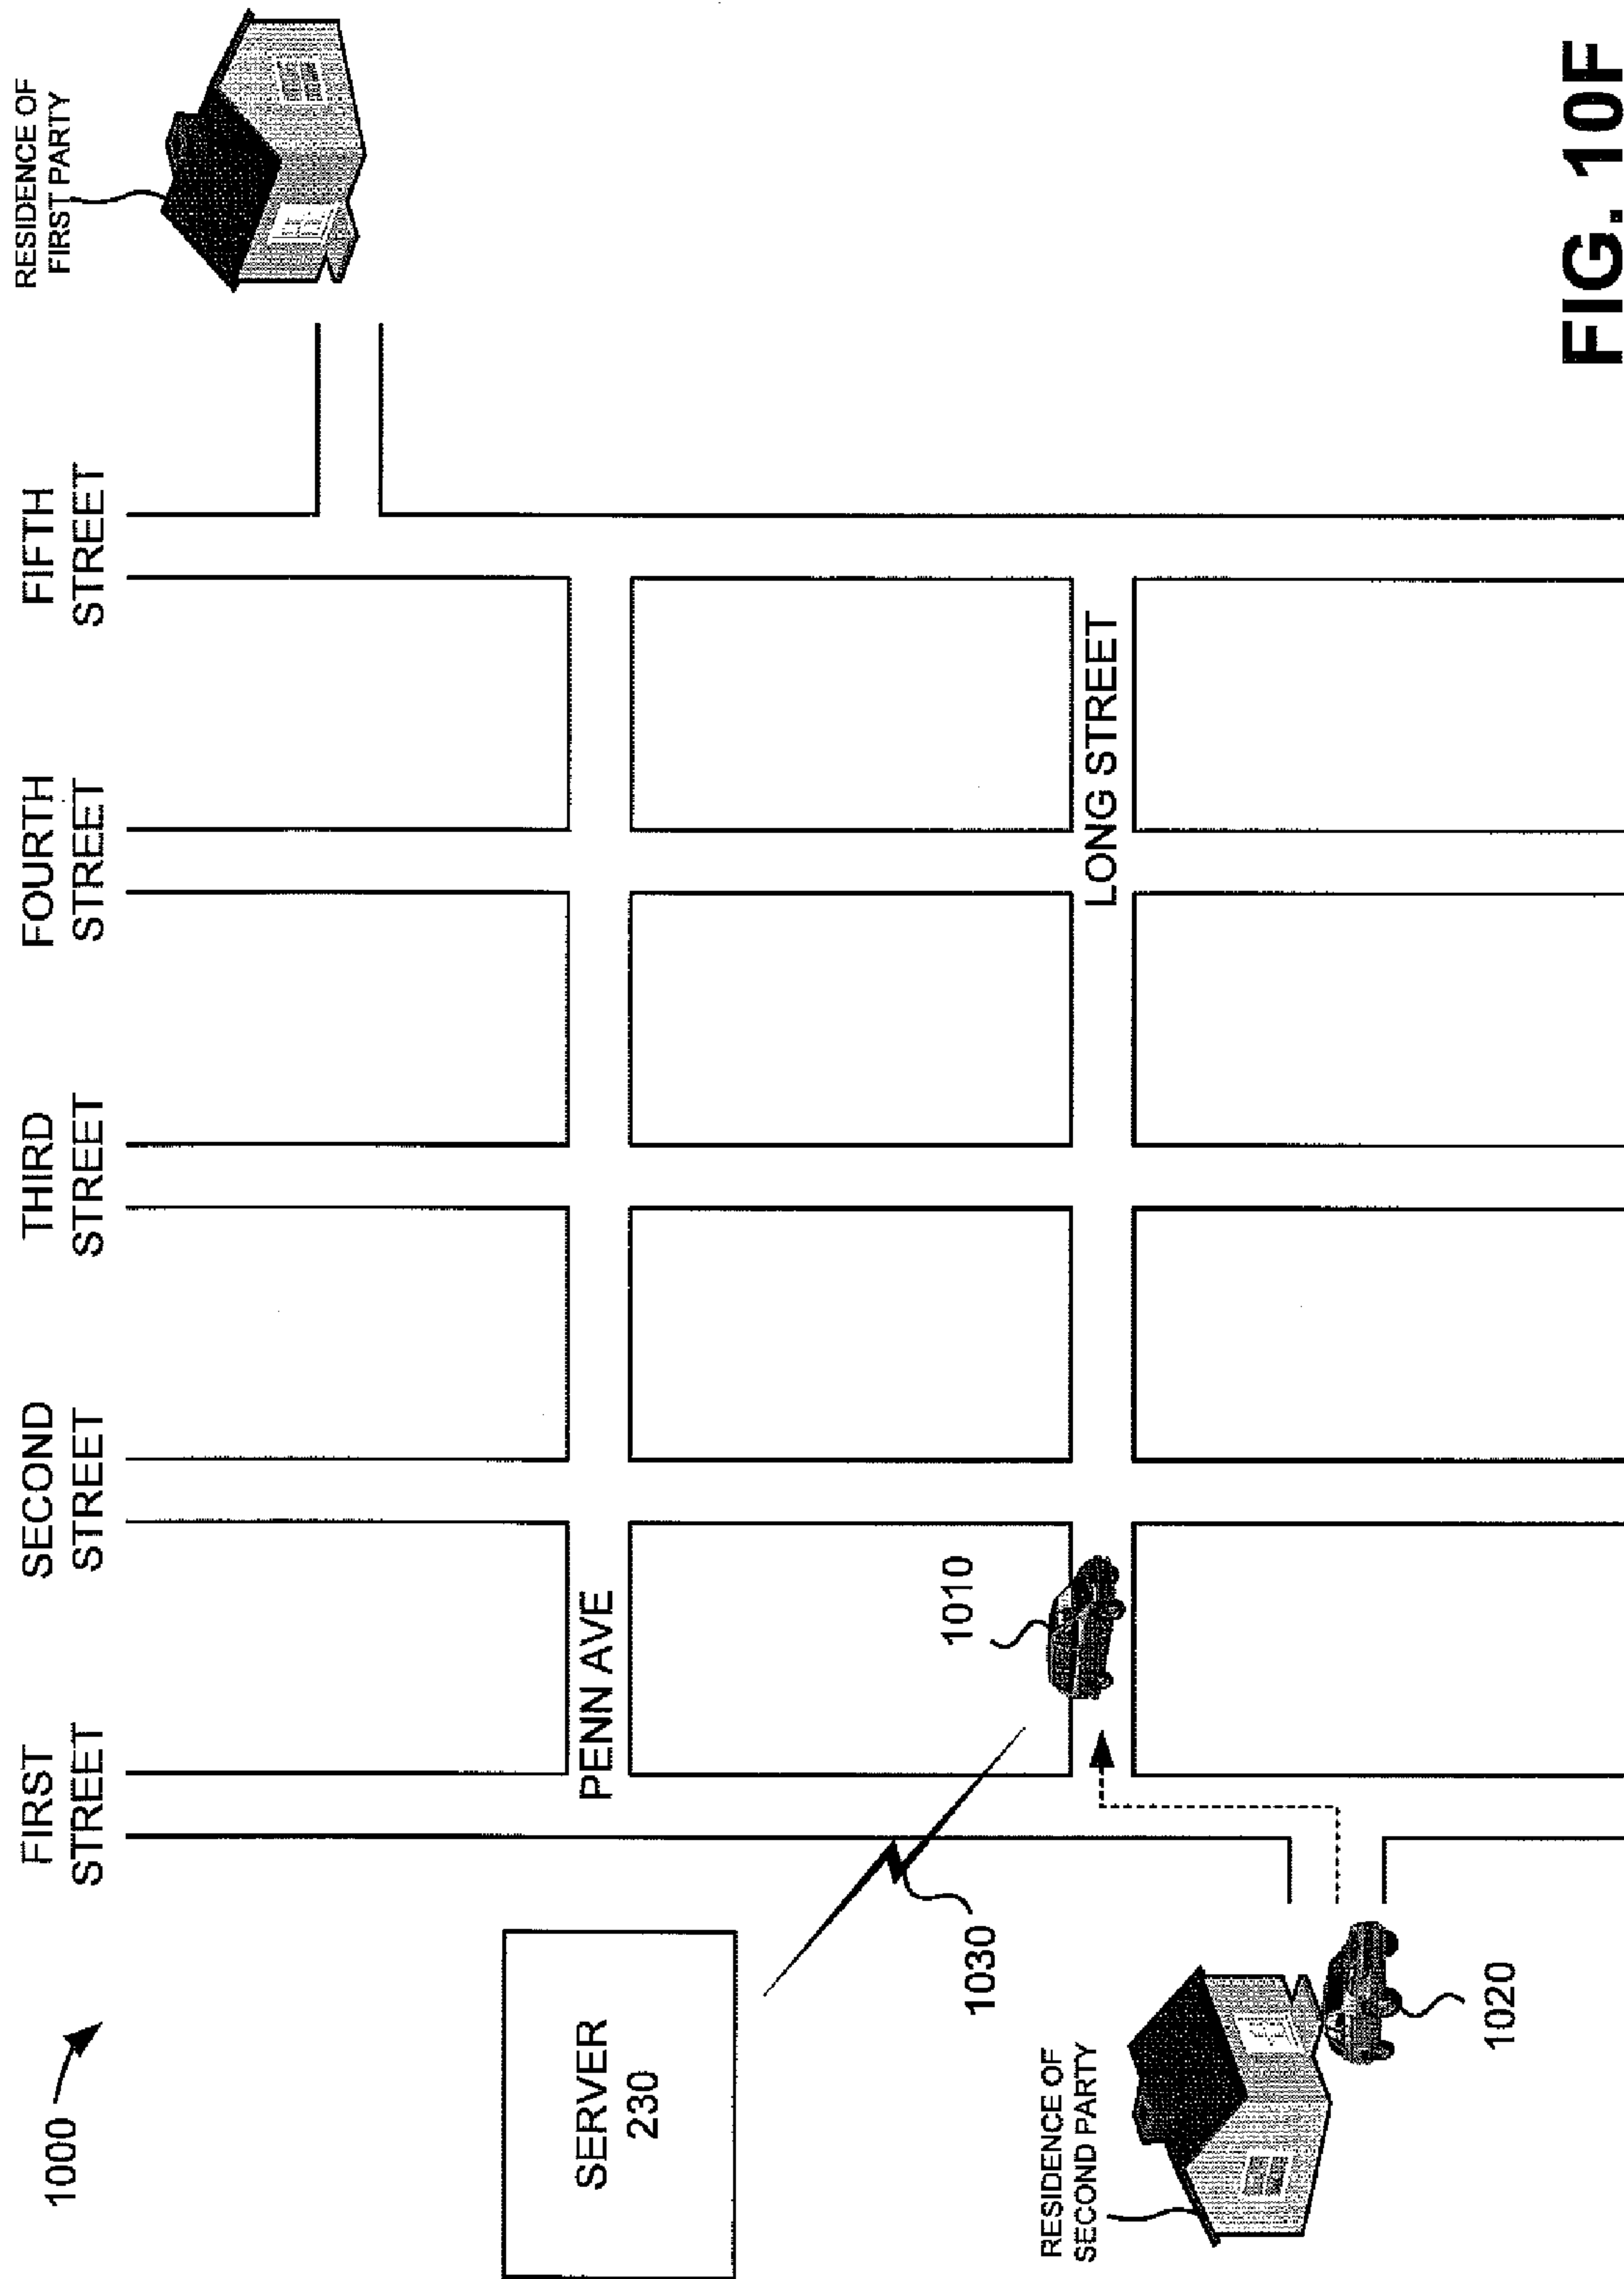 1000
FIRST
STREET
SECOND
STREET
THIRD
STREET
FOURTH
STREET
FIFTH
STREET
RESIDENCE OF
FIRST PARTY
SERVER
230
PENN AVE
1030
1010
LONG STREET
RESIDENCE OF
SECOND PARTY
1020
FIG. 10F